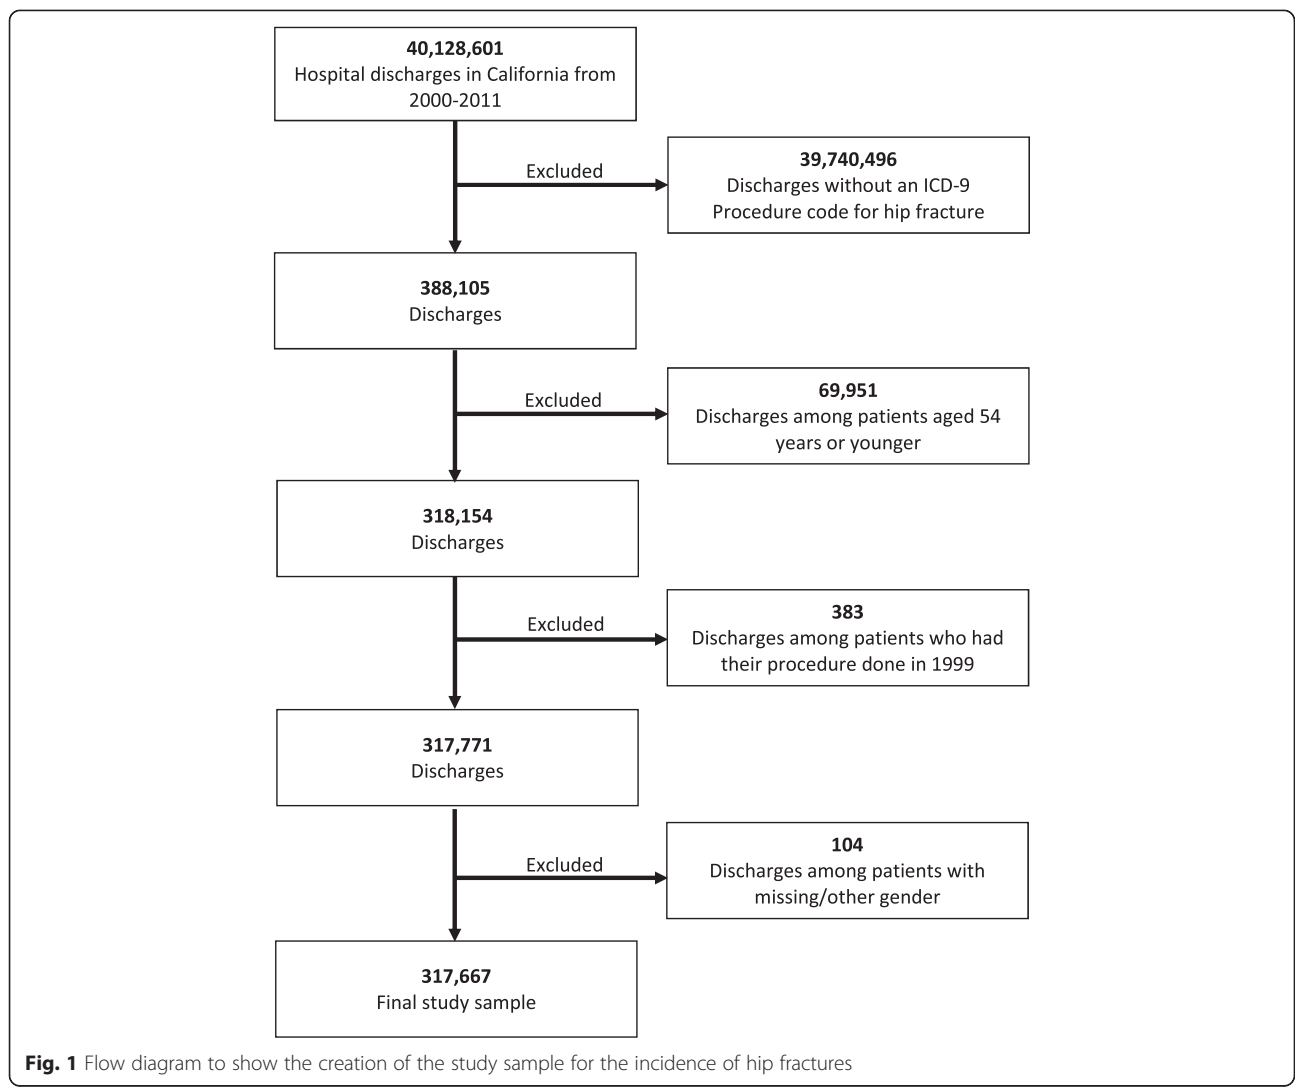 40,128,601
Hospital discharges in California from
2000-2011
Excluded
39,740,496
Discharges without an ICD-9
Procedure code for hip fracture
388,105
Discharges
Excluded
69,951
Discharges among patients aged 54
years or younger
318,154
Discharges
Excluded
383
Discharges among patients who had
their procedure done in 1999
317,771
Discharges
Excluded
104
Discharges among patients with
missing/other gender
317,667
Final study sample
Fig. 1 Flow diagram to show the creation of the study sample for the incidence of hip fractures